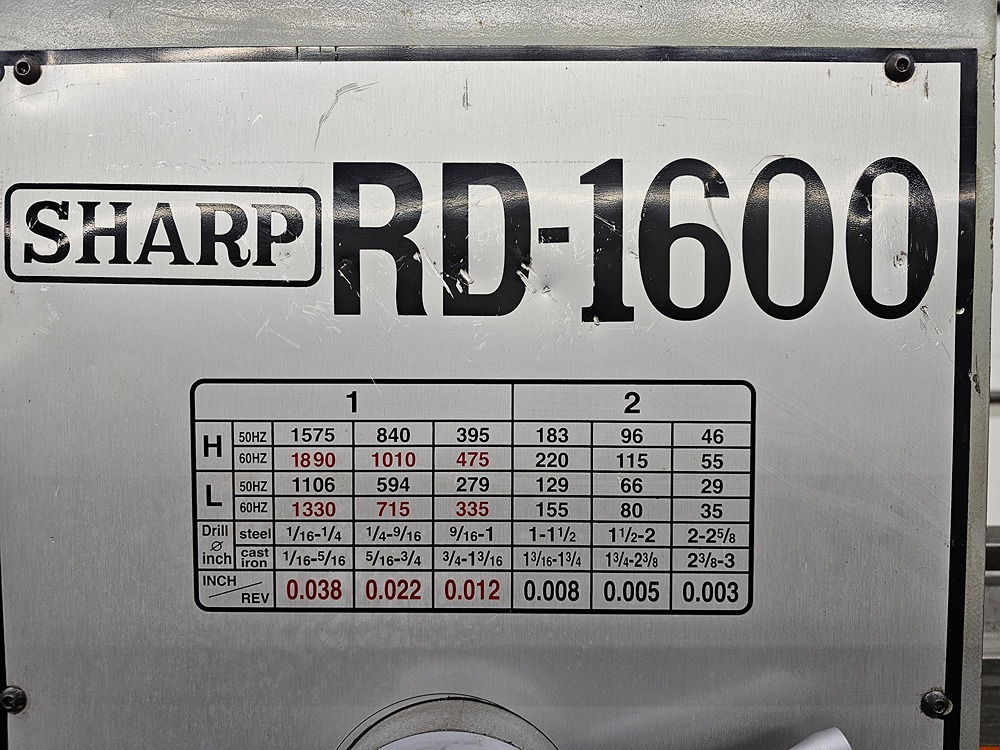 SHARP RD-1600
1 2
H 50HZ 1575 840 395 183 96 46
60HZ 1890 1010 475 220 115 55
L 50HZ 1106 594 279 129 66 29
60HZ 1330 715 335 155 80 35
Drill ⌀ inch steel 1/16-1/4 1/4-9/16 9/16-1 1-1 1/2 1 1/2-2 2-2 5/8
cast iron 1/16-5/16 5/16-3/4 3/4-13/16 1 3/16-1 3/4 1 3/4-2 3/8 2 3/8-3
INCH/REV 0.038 0.022 0.012 0.008 0.005 0.003